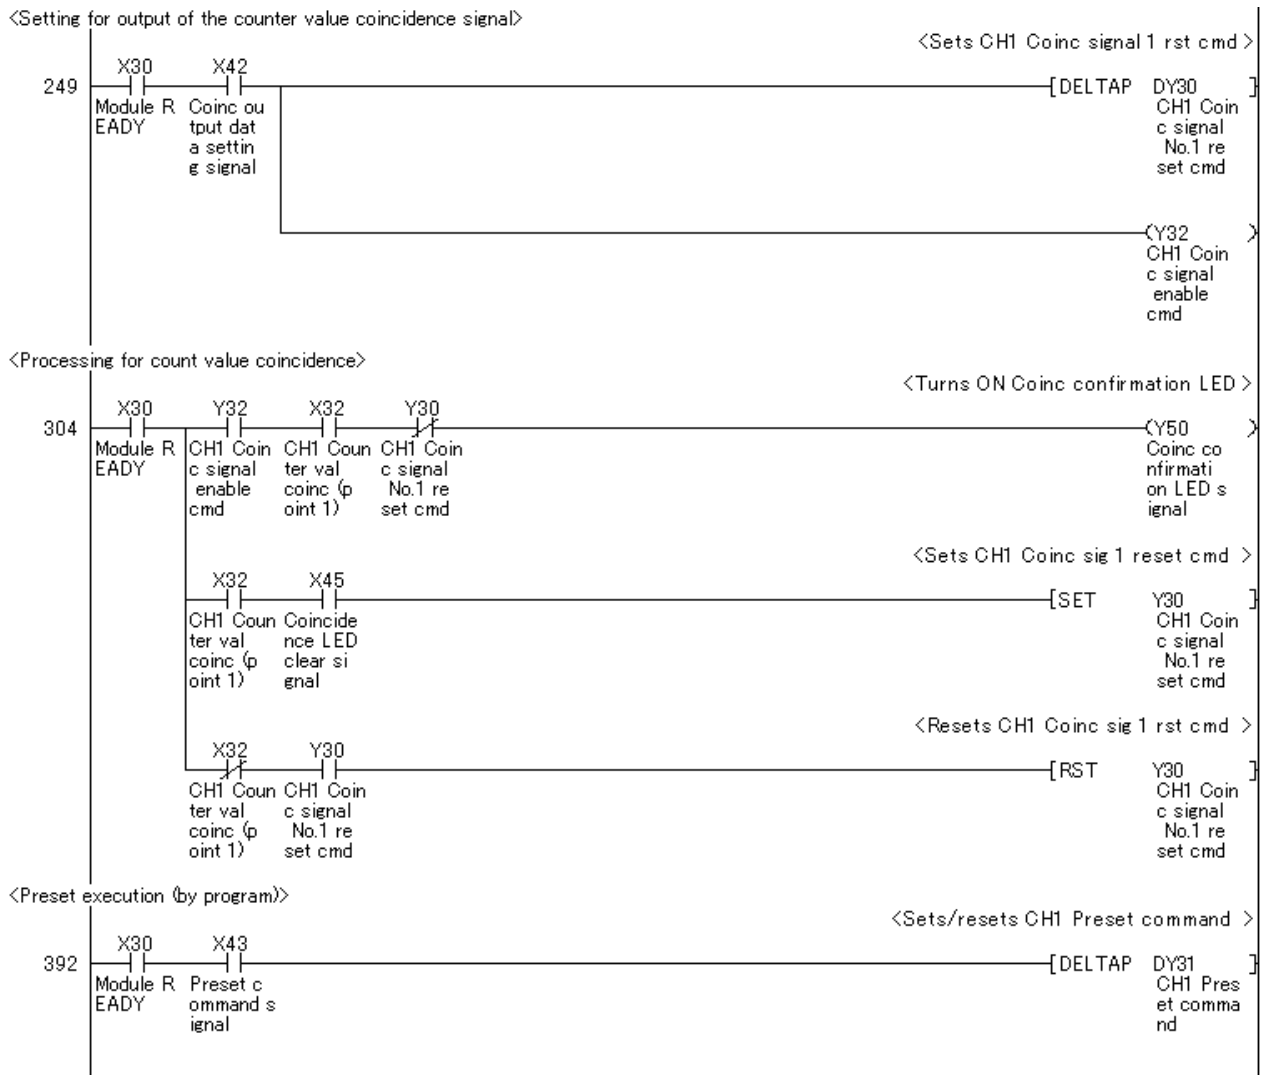 <Setting for output of the counter value coincidence signal>
<Sets CH1 Coinc signal 1 rst cmd >
X30 X42
249 [DELTAP DY30 ]
Module R Coinc ou CH1 Coin
EADY tput dat c signal
a settin No.1 re
g signal set cmd
(Y32 )
CH1 Coin
c signal
enable
cmd
<Processing for count value coincidence>
<Turns ON Coinc confirmation LED >
X30 Y32 X32 Y30
304 (Y50 )
Module R CH1 Coin CH1 Coun CH1 Coin Coinc co
EADY c signal ter val c signal nfirmati
enable coinc (p No.1 re on LED s
cmd oint 1) set cmd ignal
<Sets CH1 Coinc sig 1 reset cmd >
X32 X45
[SET Y30 ]
CH1 Coun Coincide CH1 Coin
ter val nce LED c signal
coinc (p clear si No.1 re
oint 1) gnal set cmd
<Resets CH1 Coinc sig 1 rst cmd >
X32 Y30
[RST Y30 ]
CH1 Coun CH1 Coin CH1 Coin
ter val c signal c signal
coinc (p No.1 re No.1 re
oint 1) set cmd set cmd
<Preset execution (by program)>
<Sets/resets CH1 Preset command >
X30 X43
392 [DELTAP DY31 ]
Module R Preset c CH1 Pres
EADY ommand s et comma
ignal nd